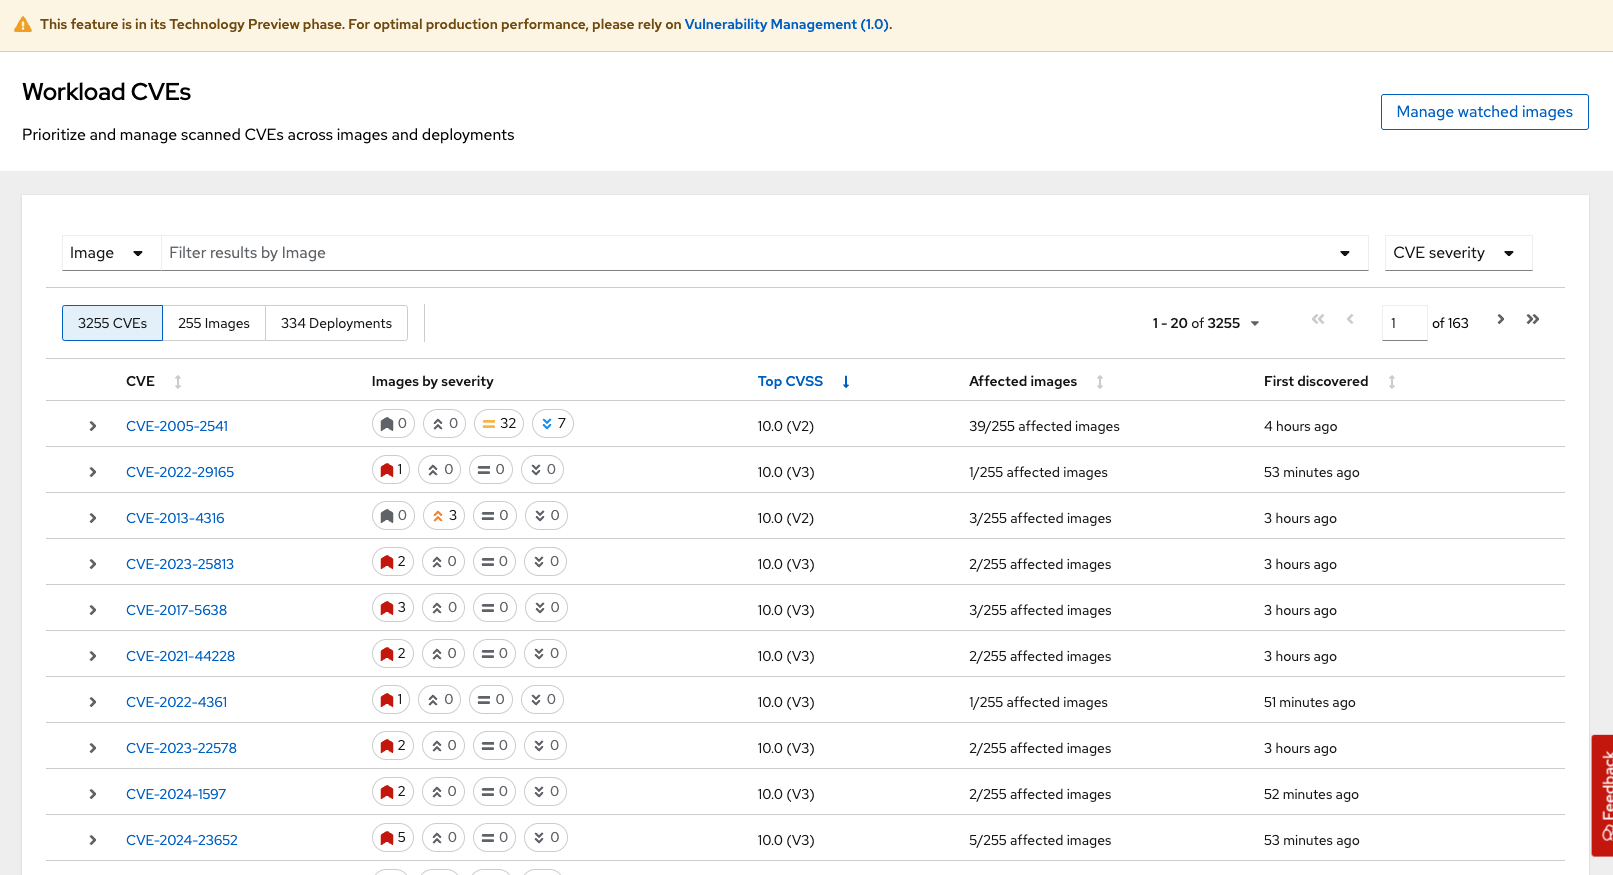 This feature is in its Technology Preview phase. For optimal production performance, please rely on Vulnerability Management (1.0).
Workload CVEs
Manage watched images
Prioritize and manage scanned CVEs across images and deployments
Image Filter results by Image CVE severity
3255 CVEs 255 Images 334 Deployments 1 - 20 of 3255 1 of 163
CVE Images by severity Top CVSS Affected images First discovered
CVE-2005-2541 0 0 32 7 10.0 (V2) 39/255 affected images 4 hours ago
CVE-2022-29165 1 0 0 0 10.0 (V3) 1/255 affected images 53 minutes ago
CVE-2013-4316 0 3 0 0 10.0 (V2) 3/255 affected images 3 hours ago
CVE-2023-25813 2 0 0 0 10.0 (V3) 2/255 affected images 3 hours ago
CVE-2017-5638 3 0 0 0 10.0 (V3) 3/255 affected images 3 hours ago
CVE-2021-44228 2 0 0 0 10.0 (V3) 2/255 affected images 3 hours ago
CVE-2022-4361 1 0 0 0 10.0 (V3) 1/255 affected images 51 minutes ago
CVE-2023-22578 2 0 0 0 10.0 (V3) 2/255 affected images 3 hours ago
CVE-2024-1597 2 0 0 0 10.0 (V3) 2/255 affected images 52 minutes ago
CVE-2024-23652 5 0 0 0 10.0 (V3) 5/255 affected images 53 minutes ago
Feedback